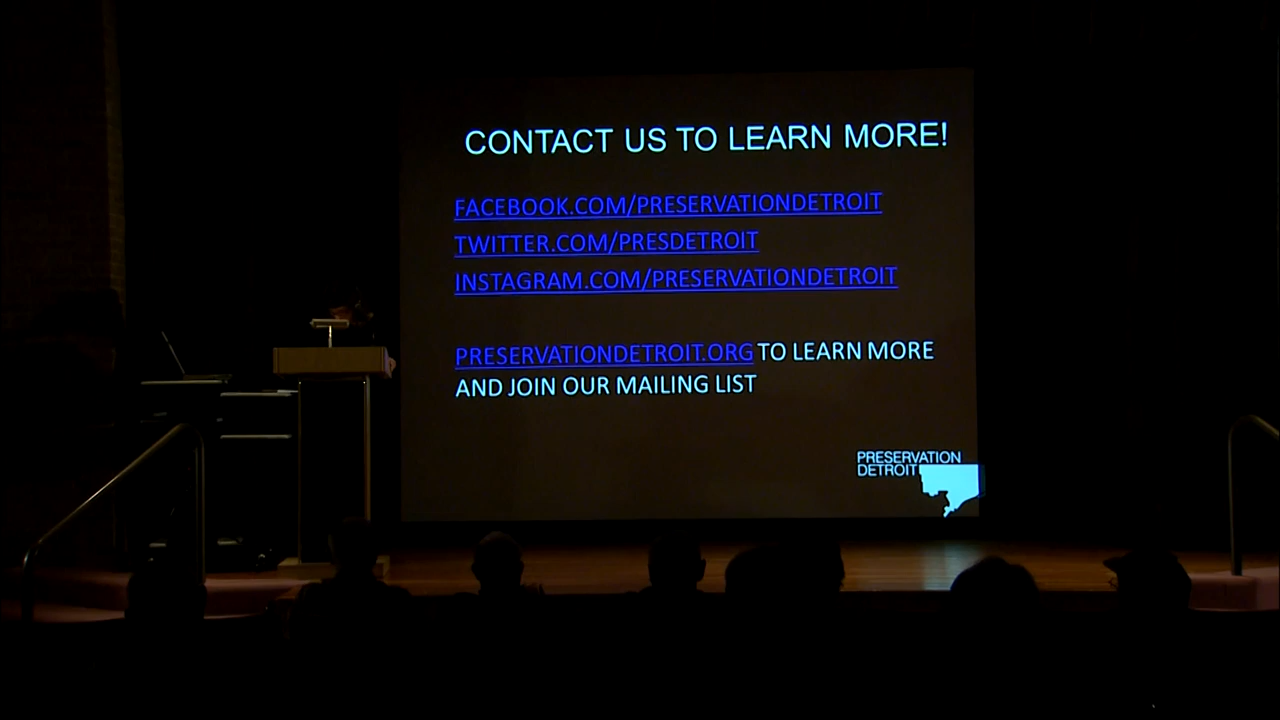 CONTACT US TO LEARN MORE!
FACEBOOK.COM/PRESERVATIONDETROIT
TWITTER.COM/PRESDETROIT
INSTAGRAM.COM/PRESERVATIONDETROIT
PRESERVATIONDETROIT.ORG TO LEARN MORE
AND JOIN OUR MAILING LIST
PRESERVATION
DETROIT